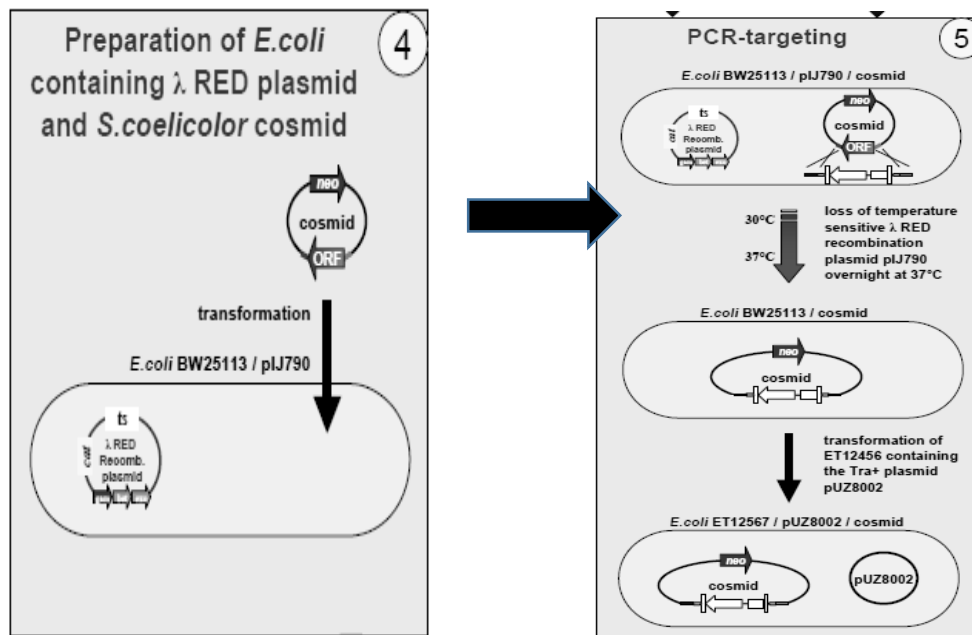 Preparation of E.coli
containing λ RED plasmid
and S.coelicolor cosmid
4
neo
cosmid
ORF
transformation
E.coli BW25113 / pIJ790
ts
cat
λ RED
Recomb.
plasmid
PCR-targeting
5
E.coli BW25113 / pIJ790 / cosmid
ts
cat
λ RED
Recomb.
plasmid
neo
cosmid
ORF
30°C
37°C
loss of temperature
sensitive λ RED
recombination
plasmid pIJ790
overnight at 37°C
E.coli BW25113 / cosmid
neo
cosmid
transformation of
ET12456 containing
the Tra+ plasmid
pUZ8002
E.coli ET12567 / pUZ8002 / cosmid
neo
cosmid
pUZ8002